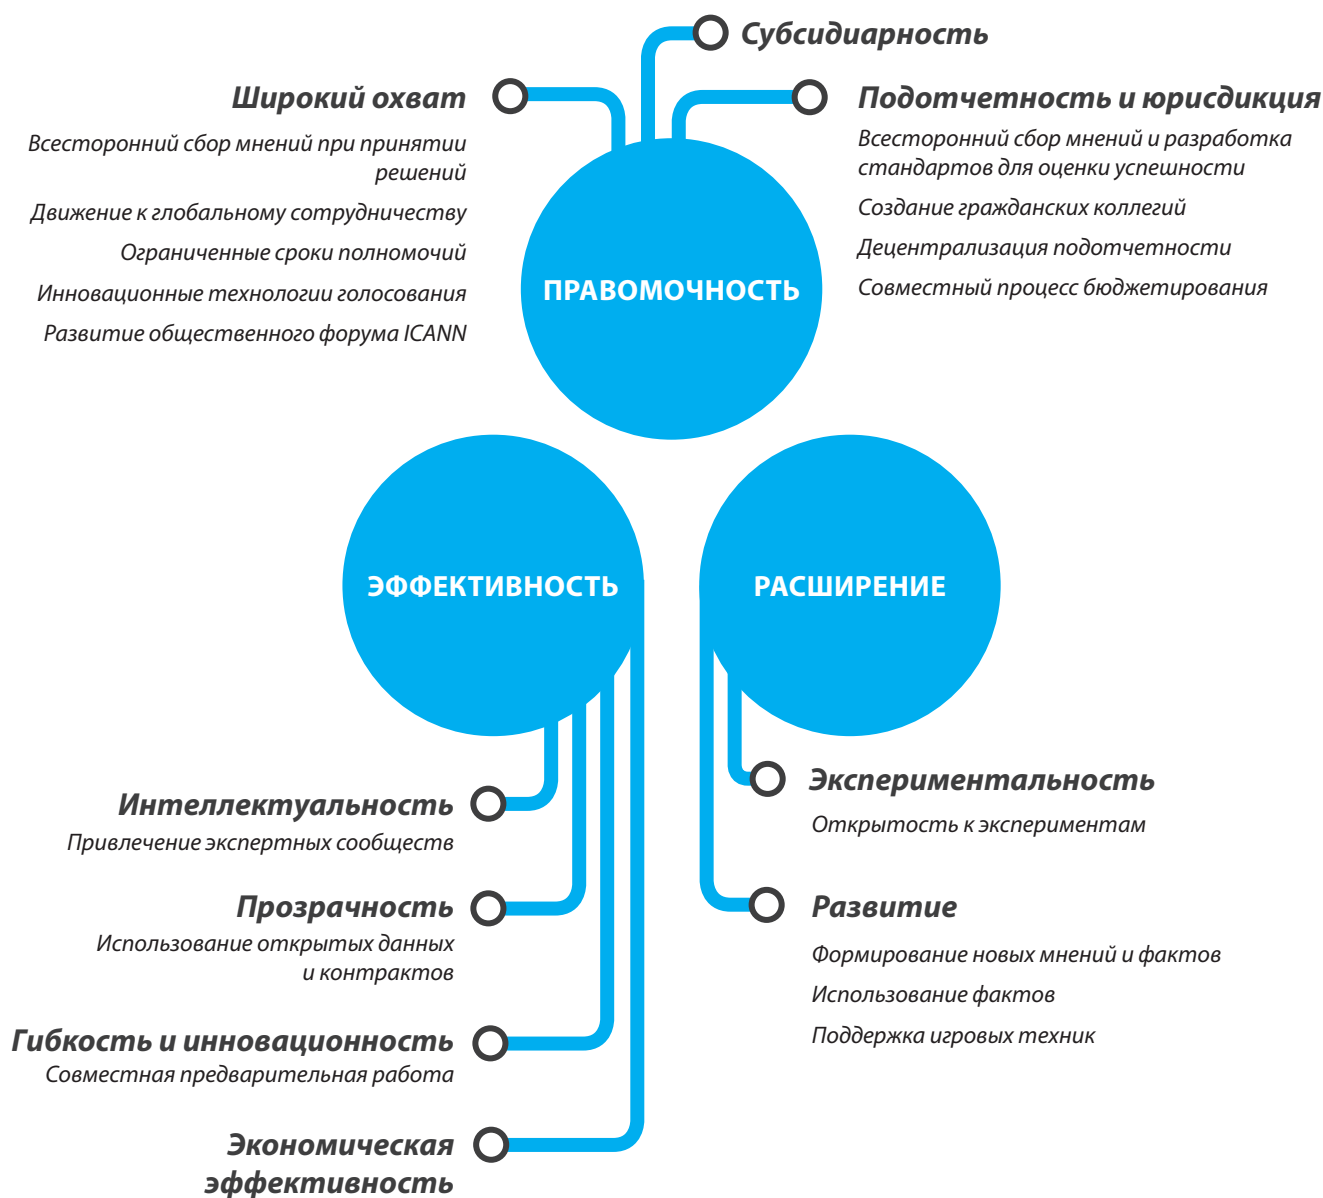 Субсидиарность
Широкий охват
Всесторонний сбор мнений при принятии
решений
Движение к глобальному сотрудничеству
Ограниченные сроки полномочий
Инновационные технологии голосования
Развитие общественного форума ICANN
Подотчетность и юрисдикция
Всесторонний сбор мнений и разработка
стандартов для оценки успешности
Создание гражданских коллегий
Децентрализация подотчетности
Совместный процесс бюджетирования
ПРАВОМОЧНОСТЬ
ЭФФЕКТИВНОСТЬ
РАСШИРЕНИЕ
Интеллектуальность
Привлечение экспертных сообществ
Прозрачность
Использование открытых данных
и контрактов
Гибкость и инновационность
Совместная предварительная работа
Экономическая
эффективность
Экспериментальность
Открытость к экспериментам
Развитие
Формирование новых мнений и фактов
Использование фактов
Поддержка игровых техник